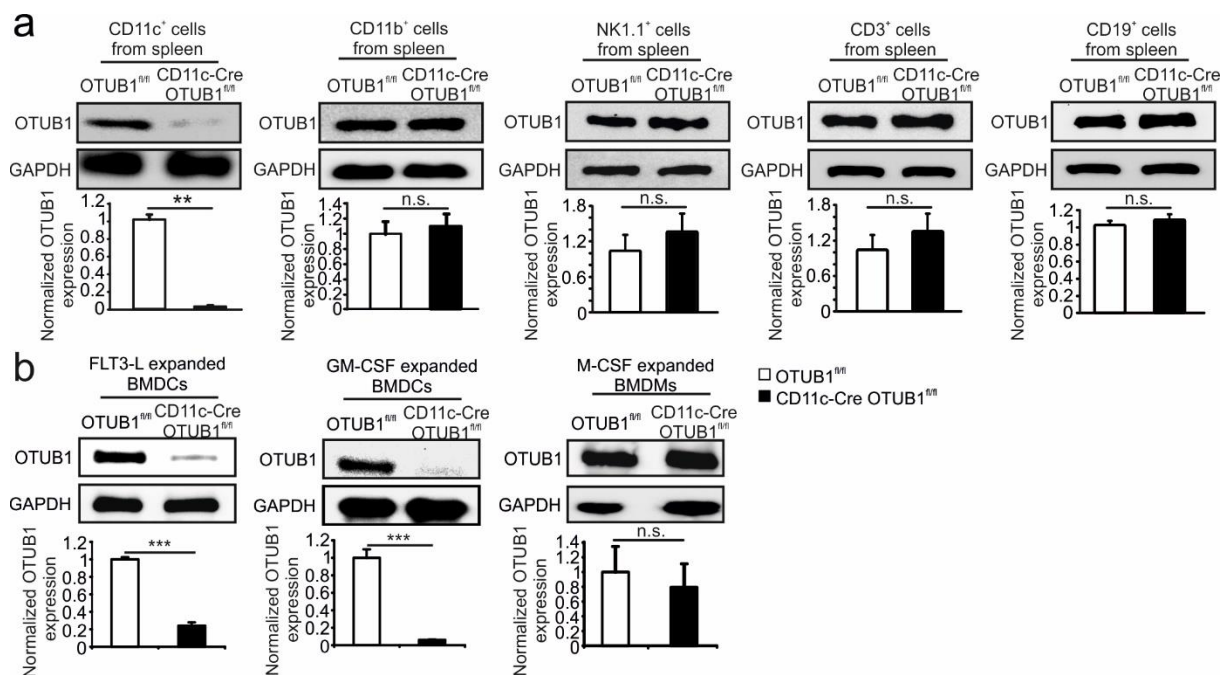 a
CD11c⁺ cells
from spleen
OTUB1fl/fl
CD11c-Cre
OTUB1fl/fl
OTUB1
GAPDH
Normalized OTUB1
expression
1.2
1
0.8
0.6
0.4
0.2
0
**
CD11b⁺ cells
from spleen
OTUB1fl/fl
CD11c-Cre
OTUB1fl/fl
OTUB1
GAPDH
Normalized OTUB1
expression
1.4
1.2
1
0.8
0.6
0.4
0.2
0
n.s.
NK1.1⁺ cells
from spleen
OTUB1fl/fl
CD11c-Cre
OTUB1fl/fl
OTUB1
GAPDH
Normalized OTUB1
expression
1.8
1.2
0.6
0
n.s.
CD3⁺ cells
from spleen
OTUB1fl/fl
CD11c-Cre
OTUB1fl/fl
OTUB1
GAPDH
Normalized OTUB1
expression
1.8
1.2
0.6
0
n.s.
CD19⁺ cells
from spleen
OTUB1fl/fl
CD11c-Cre
OTUB1fl/fl
OTUB1
GAPDH
Normalized OTUB1
expression
1.2
1
0.8
0.6
0.4
0.2
0
n.s.
b
FLT3-L expanded
BMDCs
OTUB1fl/fl
CD11c-Cre
OTUB1fl/fl
OTUB1
GAPDH
Normalized OTUB1
expression
1.2
1
0.8
0.6
0.4
0.2
0
***
GM-CSF expanded
BMDCs
OTUB1fl/fl
CD11c-Cre
OTUB1fl/fl
OTUB1
GAPDH
Normalized OTUB1
expression
1.2
1
0.8
0.6
0.4
0.2
0
***
M-CSF expanded
BMDMs
OTUB1fl/fl
CD11c-Cre
OTUB1fl/fl
OTUB1
GAPDH
Normalized OTUB1
expression
1.4
1.2
1
0.8
0.6
0.4
0.2
0
n.s.
OTUB1fl/fl
CD11c-Cre OTUB1fl/fl